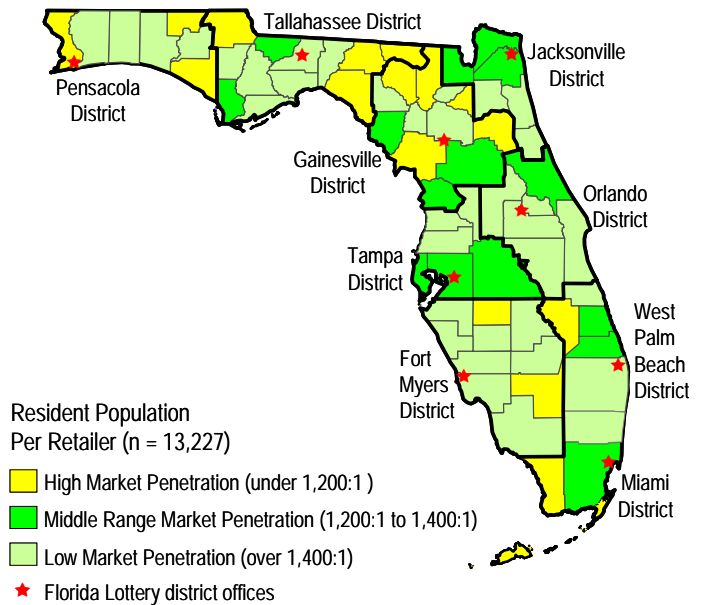 Tallahassee District
Jacksonville
District
Pensacola
District
Gainesville
District
Orlando
District
Tampa
District
West
Palm
Beach
District
Fort
Myers
District
Resident Population
Per Retailer (n = 13,227)
High Market Penetration (under 1,200:1 )
Middle Range Market Penetration (1,200:1 to 1,400:1)
Low Market Penetration (over 1,400:1)
Florida Lottery district offices
Miami
District